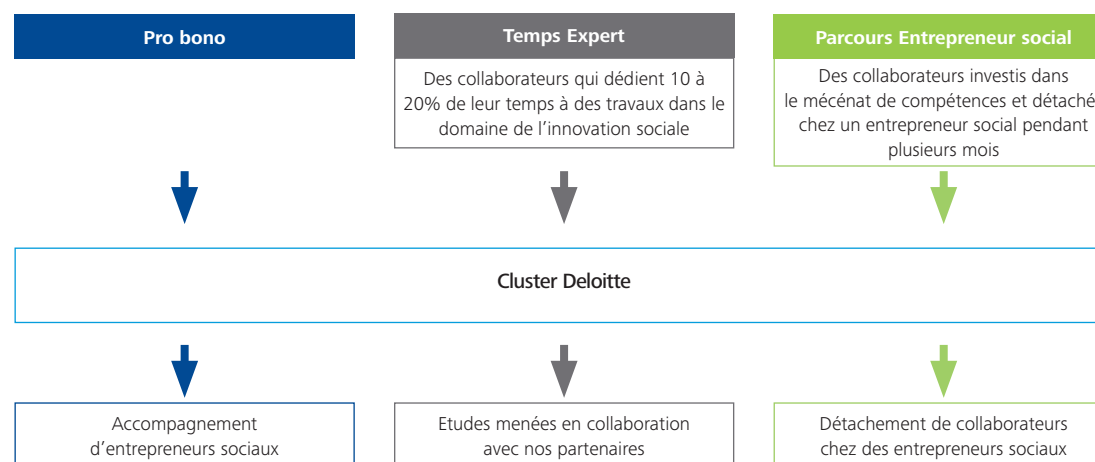 Pro bono
Temps Expert
Des collaborateurs qui dédient 10 à
20% de leur temps à des travaux dans le
domaine de l'innovation sociale
Parcours Entrepreneur social
Des collaborateurs investis dans
le mécénat de compétences et détaché
chez un entrepreneur social pendant
plusieurs mois
Cluster Deloitte
Accompagnement
d'entrepreneurs sociaux
Etudes menées en collaboration
avec nos partenaires
Détachement de collaborateurs
chez des entrepreneurs sociaux